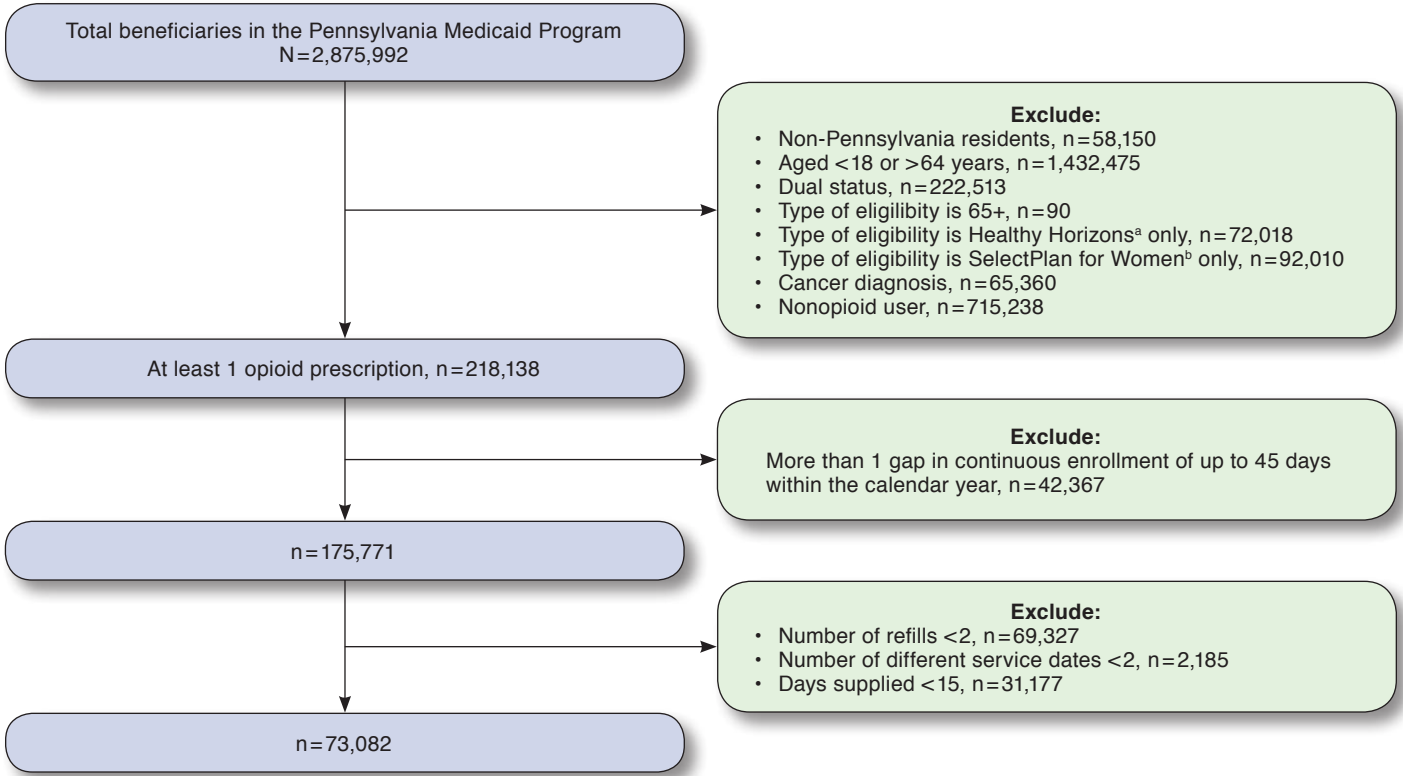 Total beneficiaries in the Pennsylvania Medicaid Program
N=2,875,992
Exclude:
• Non-Pennsylvania residents, n=58,150
• Aged <18 or >64 years, n=1,432,475
• Dual status, n=222,513
• Type of eligilibity is 65+, n=90
• Type of eligibility is Healthy Horizonsᵃ only, n=72,018
• Type of eligibility is SelectPlan for Womenᵇ only, n=92,010
• Cancer diagnosis, n=65,360
• Nonopioid user, n=715,238
At least 1 opioid prescription, n=218,138
Exclude:
More than 1 gap in continuous enrollment of up to 45 days
within the calendar year, n=42,367
n=175,771
Exclude:
• Number of refills <2, n=69,327
• Number of different service dates <2, n=2,185
• Days supplied <15, n=31,177
n=73,082